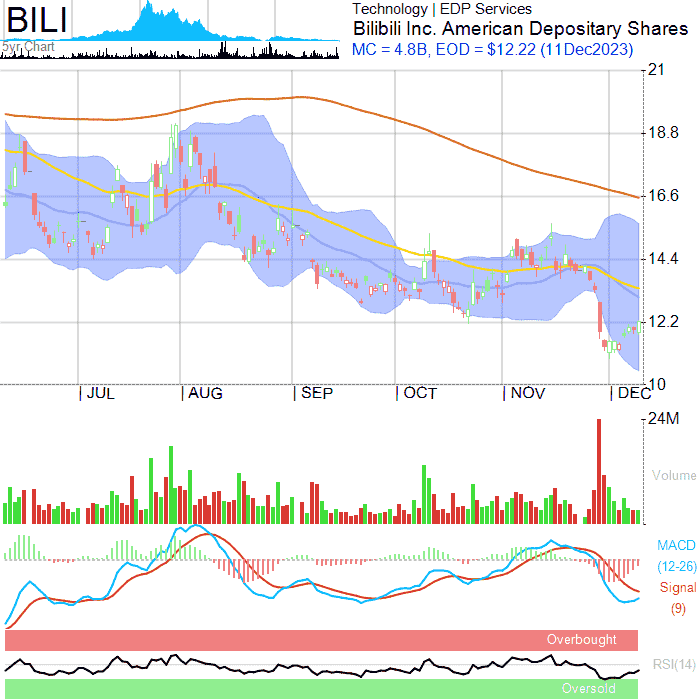 BILI
5yr Chart
Technology | EDP Services
Bilibili Inc. American Depositary Shares
MC = 4.8B, EOD = $12.22 (11Dec2023)
21
18.8
16.6
14.4
12.2
10
JUL AUG SEP OCT NOV DEC
24M
Volume
MACD
(12-26)
Signal
(9)
Overbought
RSI(14)
Oversold